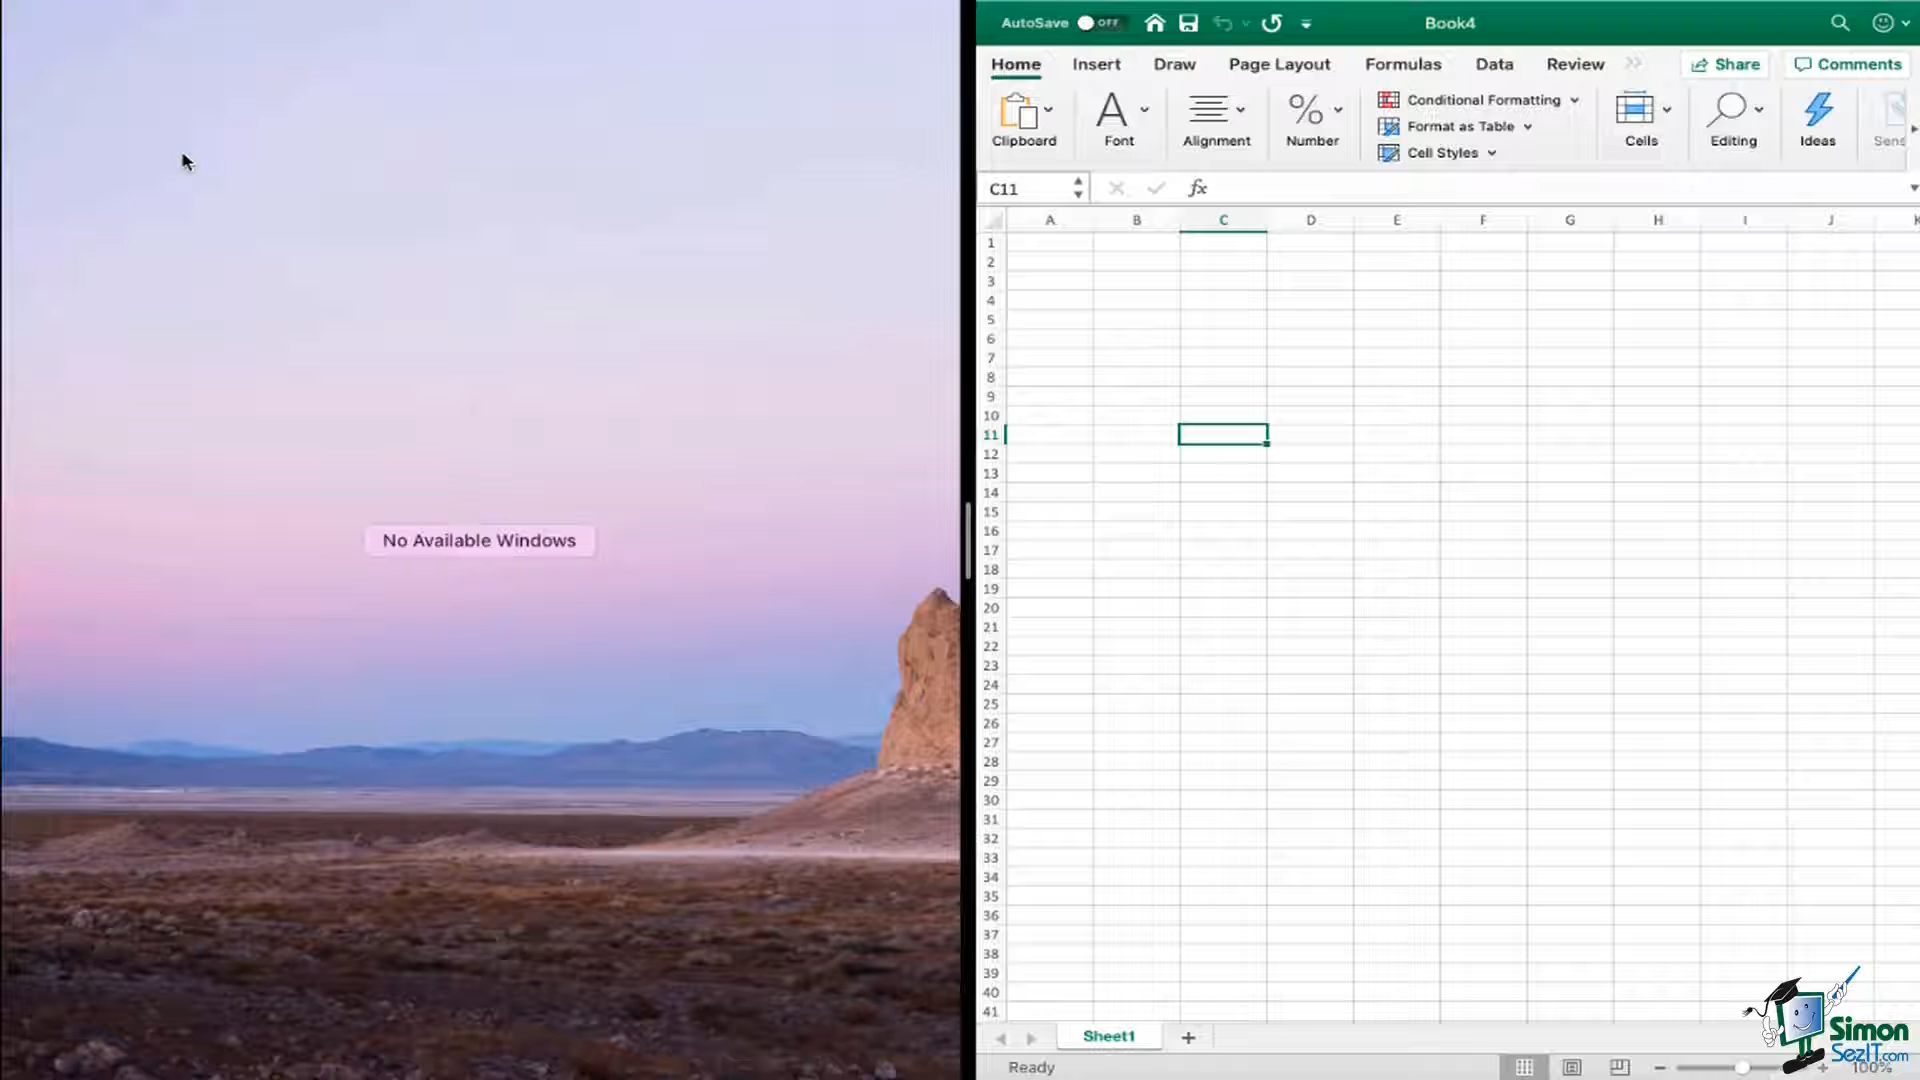 AutoSave OFF
Book4
Home Insert Draw Page Layout Formulas Data Review
Share Comments
Clipboard
Font
Alignment
%
Number
Conditional Formatting
Format as Table
Cell Styles
Cells
Editing
Ideas
Sens
C11
fx
A B C D E F G H I J K
1
2
3
4
5
6
7
8
9
10
11
12
13
14
15
16
17
18
19
20
21
22
23
24
25
26
27
28
29
30
31
32
33
34
35
36
37
38
39
40
41
No Available Windows
Sheet1 +
Ready
100%
Simon
SezIT.com